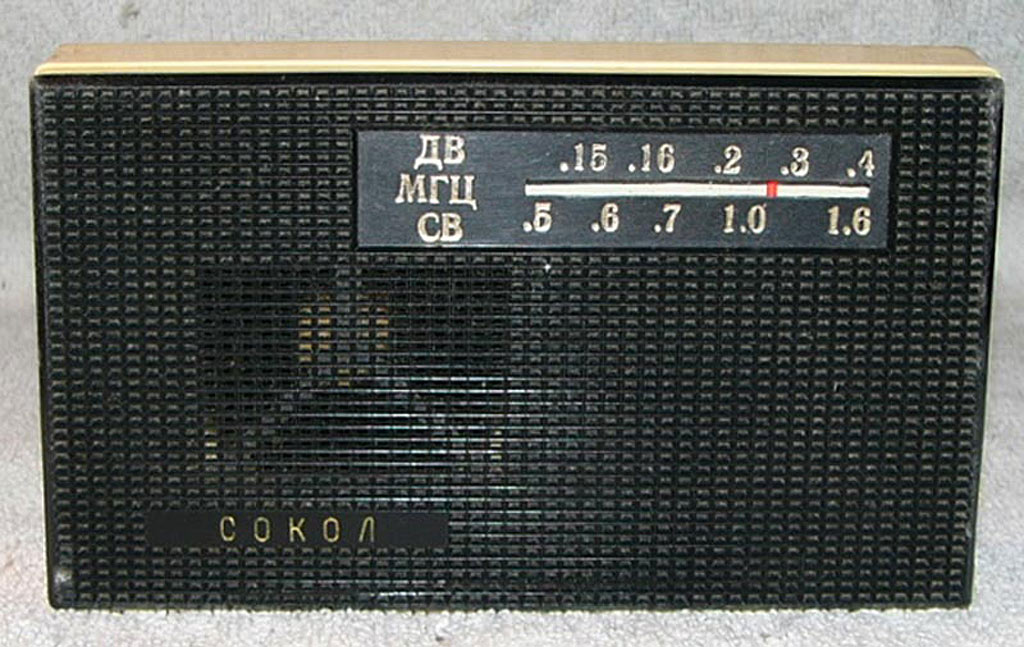 ДВ .15 .16 .2 .3 .4
МГЦ
СВ .5 .6 .7 1.0 1.6
СОКОЛ